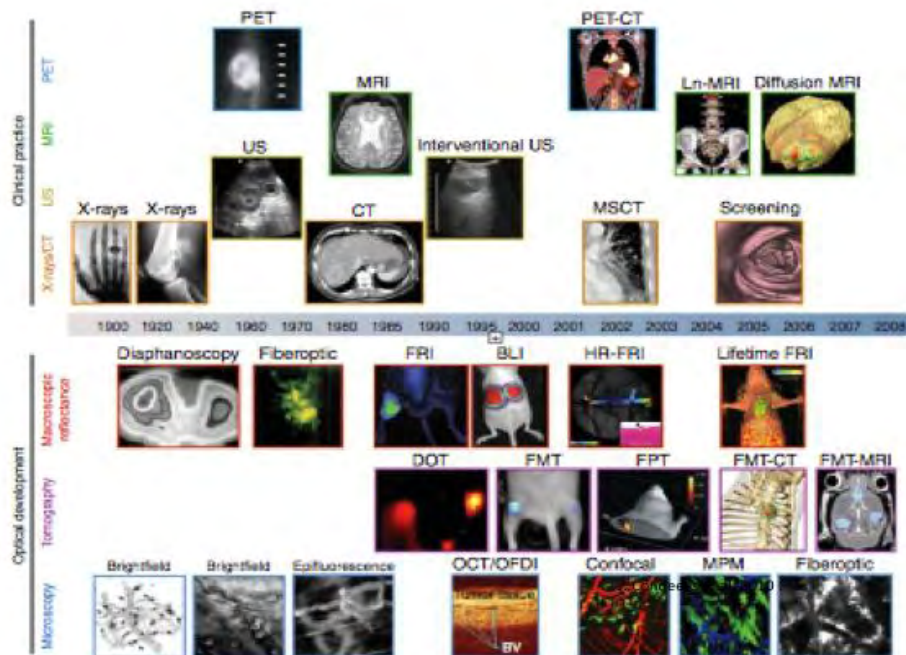 PET PET-CT
MRI Ln-MRI Diffusion MRI
US Interventional US
X-rays X-rays CT MSCT Screening
Clinical practice
PET
MRI
US
X-rays/CT
1900 1920 1940 1960 1970 1980 1985 1990 1995 2000 2001 2002 2003 2004 2005 2006 2007 2008
Diaphanoscopy Fiberoptic FRI BLI HR-FRI Lifetime FRI
DOT FMT FPT FMT-CT FMT-MRI
Brightfield Brightfield Epifluorescence OCT/OFDI Confocal MPM Fiberoptic
BV
Optical development
Macroscopic
reflectance
Tomography
Microscopy